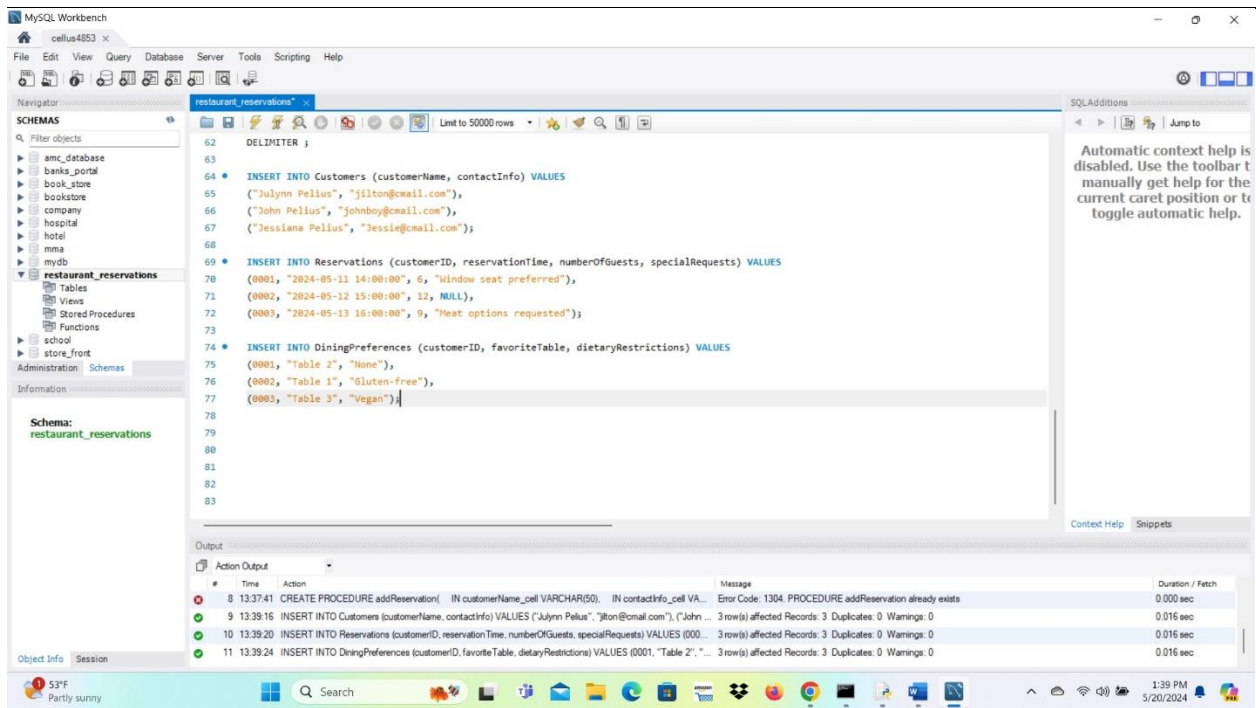 MySQL Workbench
cellus4853
File Edit View Query Database Server Tools Scripting Help
Navigator
SCHEMAS
Filter objects
amc_database
banks_portal
book_store
bookstore
company
hospital
hotel
mma
mydb
restaurant_reservations
Tables
Views
Stored Procedures
Functions
school
store_front
Administration Schemas
Information
Schema:
restaurant_reservations
Object Info Session
restaurant_reservations*
Limit to 50000 rows
62 DELIMITER ;
63
64 INSERT INTO Customers (customerName, contactInfo) VALUES
65 ("Julynn Pelius", "jilton@cmail.com"),
66 ("John Pelius", "johnboy@cmail.com"),
67 ("Jessiana Pelius", "Jessie@cmail.com");
68
69 INSERT INTO Reservations (customerID, reservationTime, numberOfGuests, specialRequests) VALUES
70 (0001, "2024-05-11 14:00:00", 6, "Window seat preferred"),
71 (0002, "2024-05-12 15:00:00", 12, NULL),
72 (0003, "2024-05-13 16:00:00", 9, "Meat options requested");
73
74 INSERT INTO DiningPreferences (customerID, favoriteTable, dietaryRestrictions) VALUES
75 (0001, "Table 2", "None"),
76 (0002, "Table 1", "Gluten-free"),
77 (0003, "Table 3", "Vegan");
78
79
80
81
82
83
SQLAdditions
Jump to
Automatic context help is
disabled. Use the toolbar t
manually get help for the
current caret position or to
toggle automatic help.
Context Help Snippets
Output
Action Output
# Time Action Message Duration / Fetch
8 13:37:41 CREATE PROCEDURE addReservation( IN customerName_cell VARCHAR(50), IN contactInfo_cell VA... Error Code: 1304. PROCEDURE addReservation already exists 0.000 sec
9 13:39:16 INSERT INTO Customers (customerName, contactInfo) VALUES ("Julynn Pelius", "jilton@cmail.com"), ("John ... 3 row(s) affected Records: 3 Duplicates: 0 Warnings: 0 0.016 sec
10 13:39:20 INSERT INTO Reservations (customerID, reservationTime, numberOfGuests, specialRequests) VALUES (000... 3 row(s) affected Records: 3 Duplicates: 0 Warnings: 0 0.016 sec
11 13:39:24 INSERT INTO DiningPreferences (customerID, favoriteTable, dietaryRestrictions) VALUES (0001, "Table 2", "... 3 row(s) affected Records: 3 Duplicates: 0 Warnings: 0 0.016 sec
1
53°F
Partly sunny
Search
1:39 PM
5/20/2024